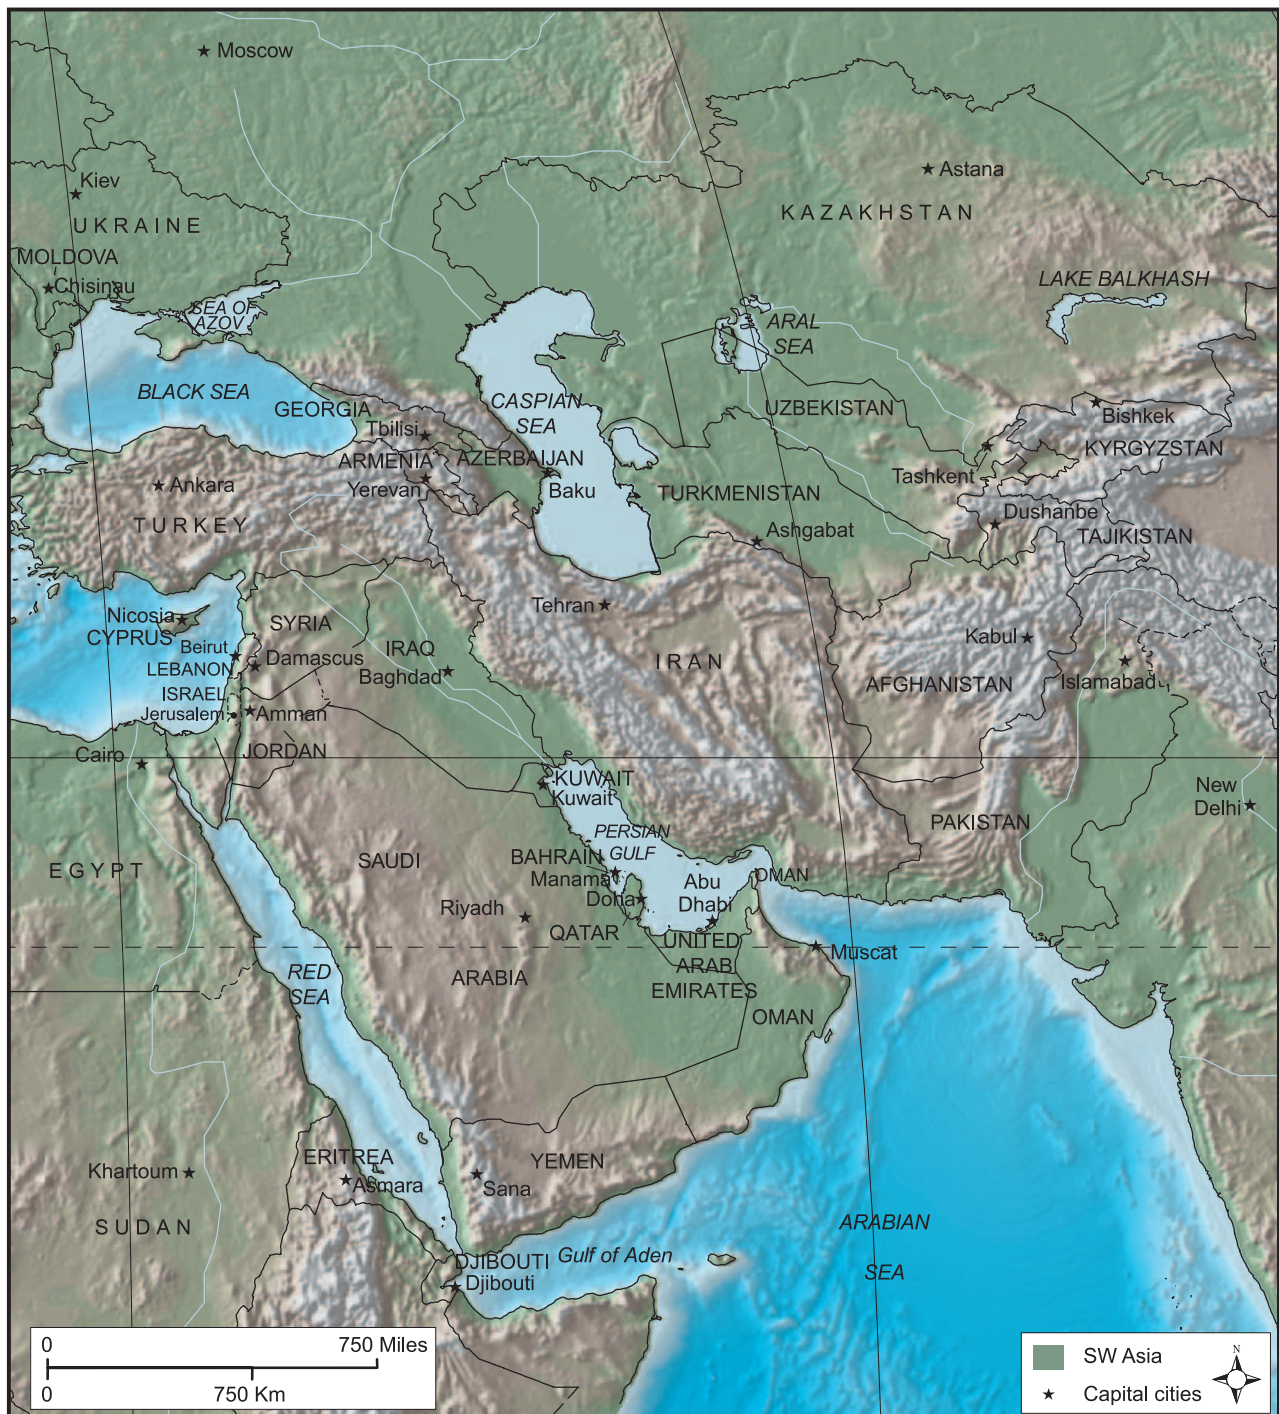 Moscow
Astana
Kiev
UKRAINE
KAZAKHSTAN
MOLDOVA
Chisinau
LAKE BALKHASH
SEA OF
AZOV
ARAL
SEA
BLACK SEA
GEORGIA
CASPIAN
SEA
UZBEKISTAN
Bishkek
Tbilisi
KYRGYZSTAN
ARMENIA
AZERBAIJAN
Tashkent
Ankara
Yerevan
Baku
TURKMENISTAN
TURKEY
Dushanbe
Ashgabat
TAJIKISTAN
Tehran
Nicosia
CYPRUS
SYRIA
Kabul
Beirut
IRAQ
Damascus
LEBANON
Baghdad
IRAN
AFGHANISTAN
Islamabad
ISRAEL
Jerusalem
Amman
Cairo
JORDAN
KUWAIT
Kuwait
New
Delhi
PERSIAN
GULF
PAKISTAN
EGYPT
SAUDI
BAHRAIN
Manama
OMAN
Abu
Dhabi
Doha
Riyadh
QATAR
UNITED
ARAB
EMIRATES
Muscat
RED
SEA
ARABIA
OMAN
ERITREA
YEMEN
Khartoum
Asmara
Sana
SUDAN
ARABIAN
SEA
DJIBOUTI
Djibouti
Gulf of Aden
0
750 Miles
0
750 Km
N
SW Asia
Capital cities